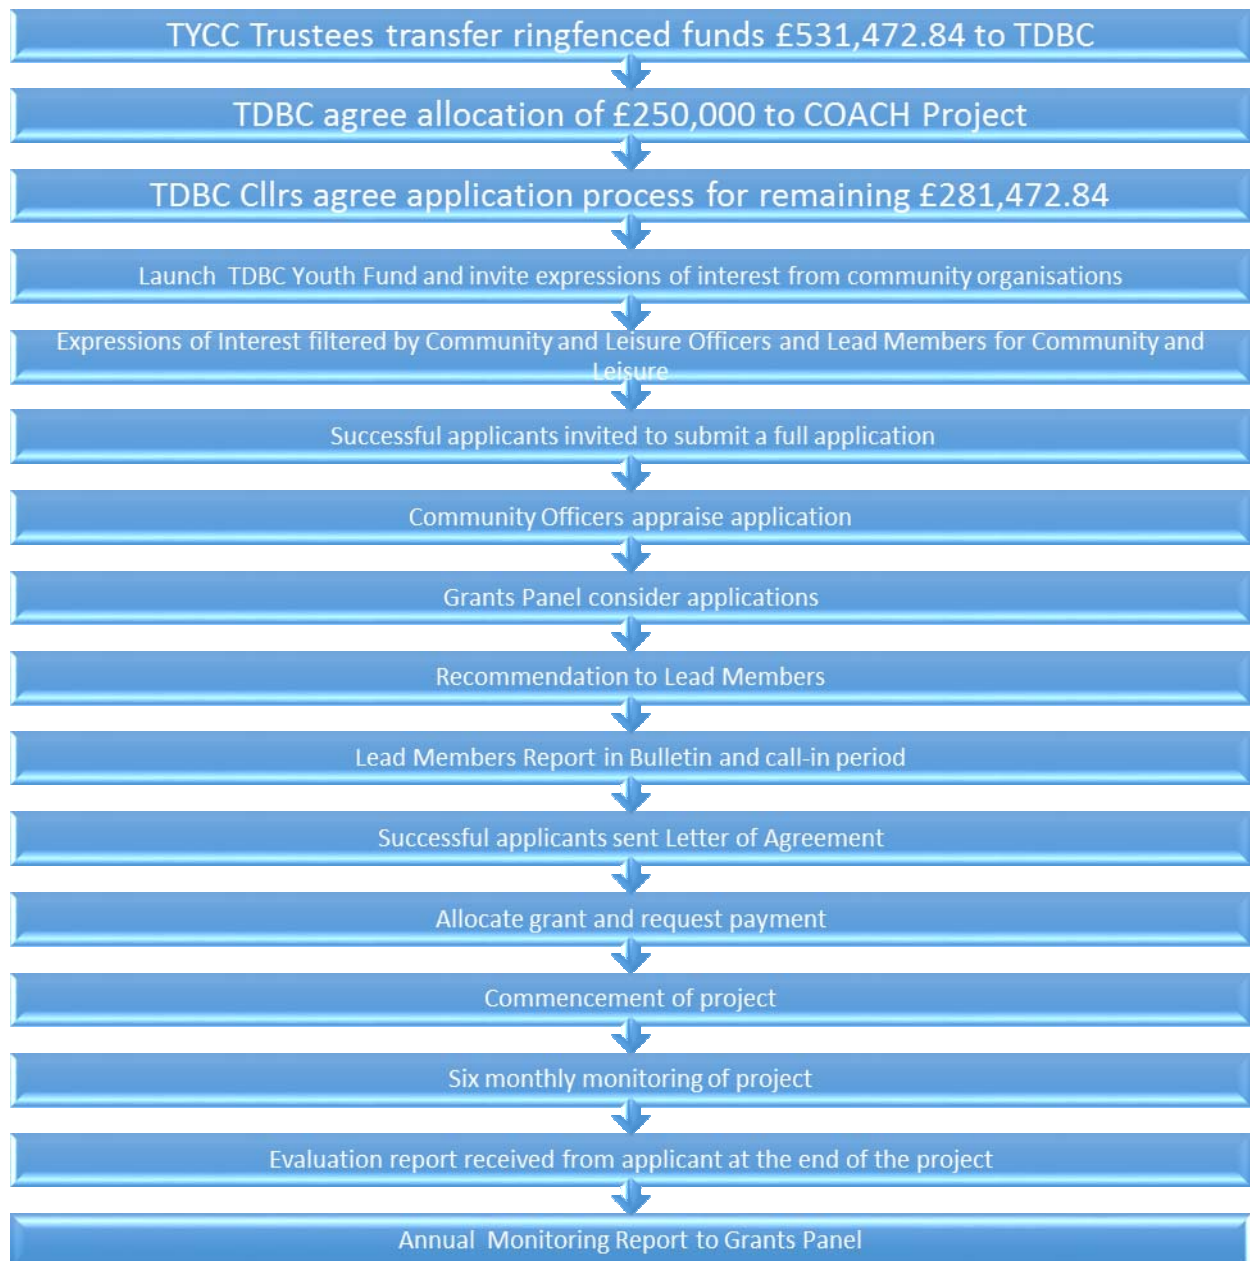 TYCC Trustees transfer ringfenced funds £531,472.84 to TDBC
TDBC agree allocation of £250,000 to COACH Project
TDBC Cllrs agree application process for remaining £281,472.84
Launch TDBC Youth Fund and invite expressions of interest from community organisations
Expressions of Interest filtered by Community and Leisure Officers and Lead Members for Community and
Leisure
Successful applicants invited to submit a full application
Community Officers appraise application
Grants Panel consider applications
Recommendation to Lead Members
Lead Members Report in Bulletin and call-in period
Successful applicants sent Letter of Agreement
Allocate grant and request payment
Commencement of project
Six monthly monitoring of project
Evaluation report received from applicant at the end of the project
Annual Monitoring Report to Grants Panel